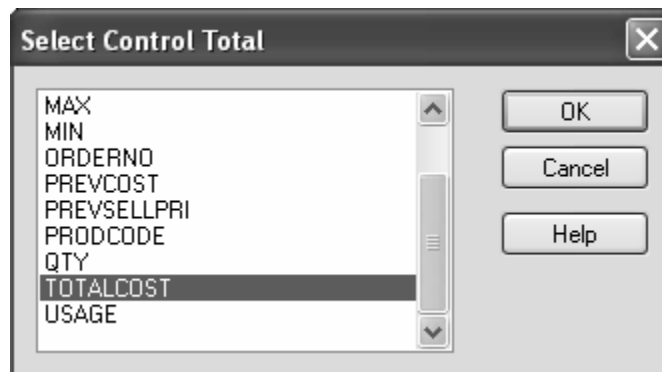 Select Control Total
MAX
MIN
ORDERNO
PREVCOST
PREVSELLPRI
PRODCODE
QTY
TOTALCOST
USAGE
OK
Cancel
Help